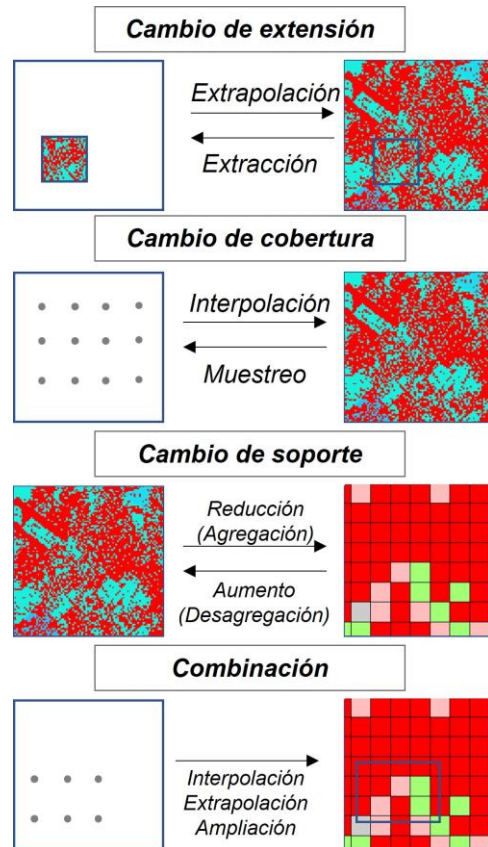 Cambio de extensión
Extrapolación
Extracción
Cambio de cobertura
Interpolación
Muestreo
Cambio de soporte
Reducción
(Agregación)
Aumento
(Desagregación)
Combinación
Interpolación
Extrapolación
Ampliación